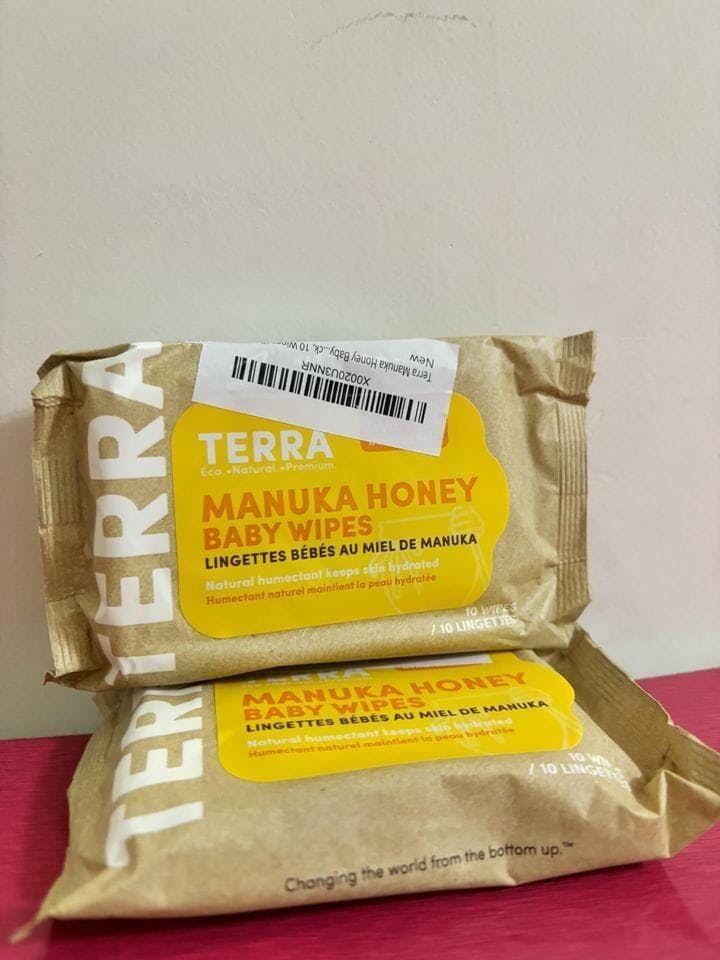 TERRA
Terra Manuka Honey Baby...ck, 10 Wipes
New
X0020U3NNR
TERRA
Eco.•Natural.•Premium.
MANUKA HONEY
BABY WIPES
LINGETTES BÉBÉS AU MIEL DE MANUKA
Natural humectant keeps skin hydrated
Humectant naturel maintient la peau hydratée
10 WIPES
/ 10 LINGETTES
TERRA
MANUKA HONEY
BABY WIPES
LINGETTES BÉBÉS AU MIEL DE MANUKA
Natural humectant keeps skin hydrated
Humectant naturel maintient la peau hydratée
10 WIPES
/ 10 LINGETTES
Changing the world from the bottom up.™